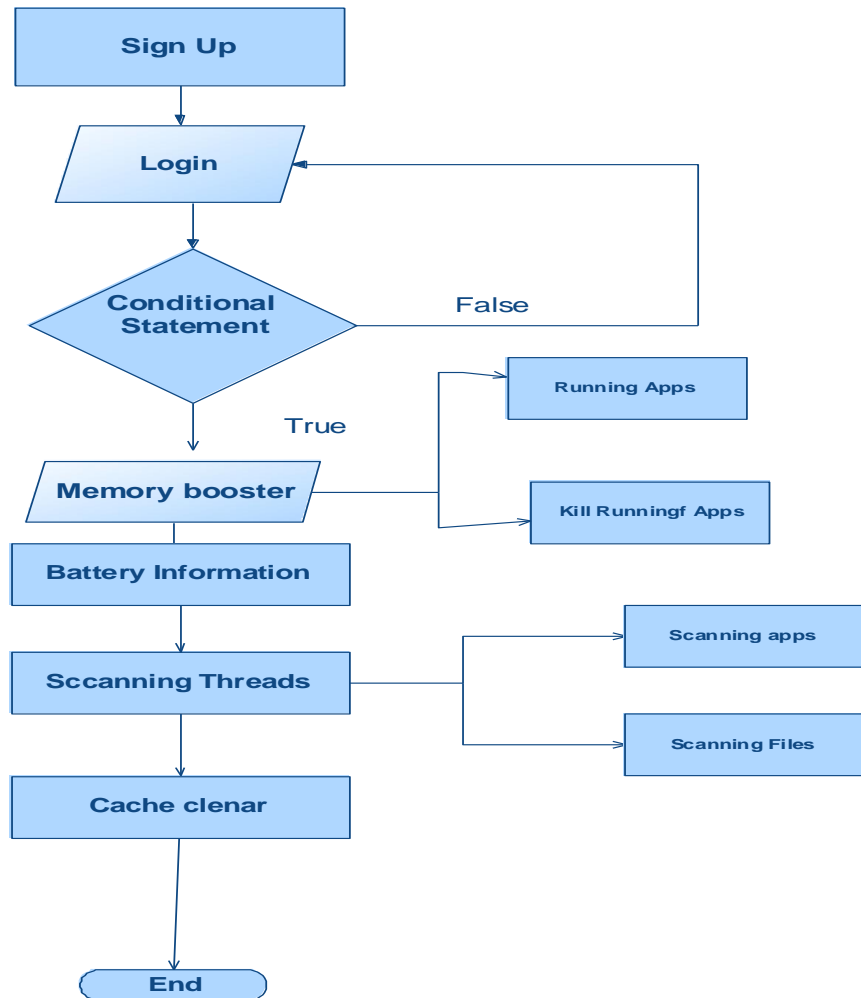 Sign Up
Login
Conditional
Statement
False
Running Apps
True
Memory booster
Kill Runningf Apps
Battery Information
Scanning apps
Sccanning Threads
Scanning Files
Cache clenar
End